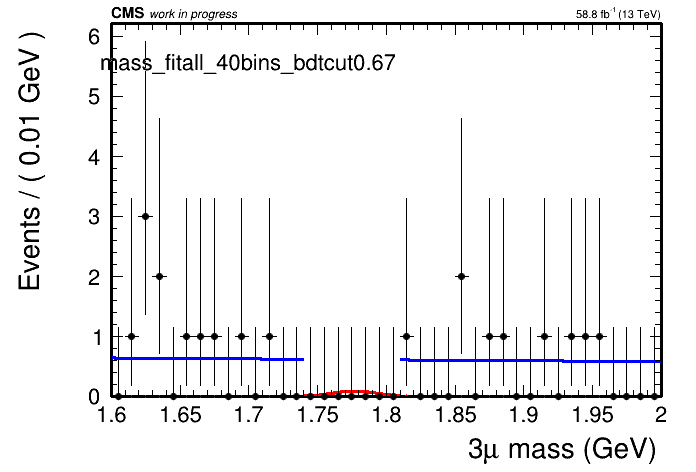 CMS work in progress
58.8 fb⁻¹ (13 TeV)
mass_fitall_40bins_bdtcut0.67
Events / ( 0.01 GeV )
6
5
4
3
2
1
0
1.6 1.65 1.7 1.75 1.8 1.85 1.9 1.95 2
3μ mass (GeV)